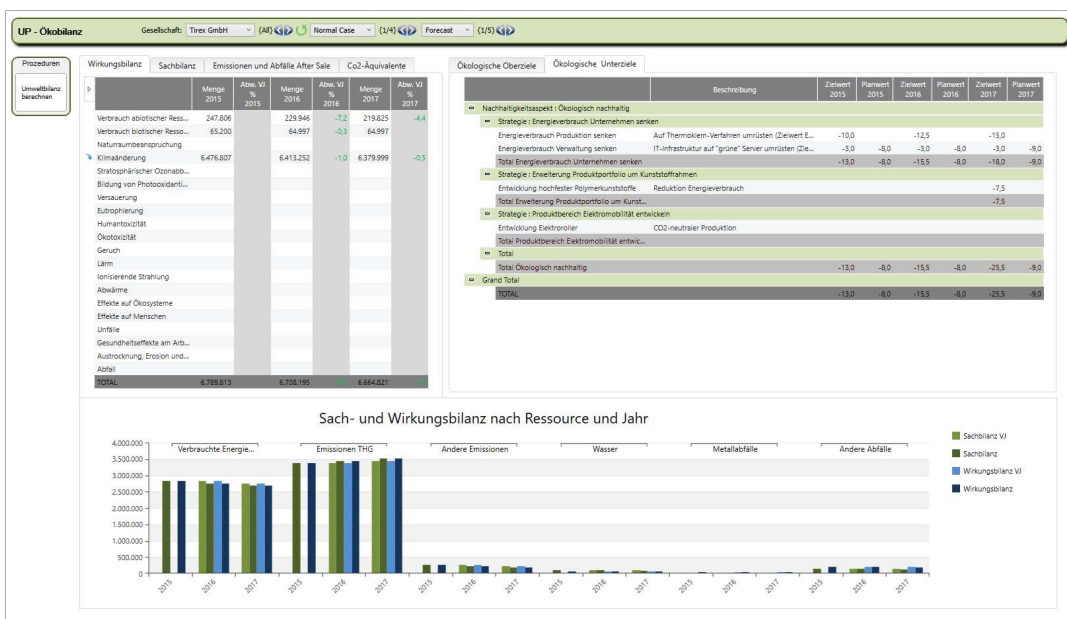 UP - Ökobilanz
Gesellschaft: Tirex GmbH {All} Normal Case {1/4} Forecast {1/5}
Prozeduren
Umweltbilanz berechnen
Wirkungsbilanz Sachbilanz Emissionen und Abfälle After Sale Co2-Äquivalente
Menge 2015 Abw. VJ % 2015 Menge 2016 Abw. VJ % 2016 Menge 2017 Abw. VJ % 2017
Verbrauch abiotischer Ress... 247.806 229.946 -7,2 219.825 -4,4
Verbrauch biotischer Resso... 65.200 64.997 -0,3 64.997
Naturraumbeanspruchung
Klimaänderung 6.476.807 6.413.252 -1,0 6.379.999 -0,5
Stratosphärischer Ozonabb...
Bildung von Photooxidanti...
Versauerung
Eutrophierung
Humantoxizität
Ökotoxizität
Geruch
Lärm
Ionisierende Strahlung
Abwärme
Effekte auf Ökosysteme
Effekte auf Menschen
Unfälle
Gesundheitseffekte am Arb...
Austrocknung, Erosion und...
Abfall
TOTAL 6.789.813 6.708.195 6.664.821
Ökologische Oberziele Ökologische Unterziele
Beschreibung Zielwert 2015 Planwert 2015 Zielwert 2016 Planwert 2016 Zielwert 2017 Planwert 2017
Nachhaltigkeitsaspekt : Ökologisch nachhaltig
Strategie : Energieverbrauch Unternehmen senken
Energieverbrauch Produktion senken Auf Thermoklem-Verfahren umrüsten (Zielwert E... -10,0 -12,5 -15,0
Energieverbrauch Verwaltung senken IT-Infrastruktur auf "grüne" Server umrüsten (Zie... -3,0 -8,0 -3,0 -8,0 -3,0 -9,0
Total Energieverbrauch Unternehmen senken -13,0 -8,0 -15,5 -8,0 -18,0 -9,0
Strategie : Erweiterung Produktportfolio um Kunststoffrahmen
Entwicklung hochfester Polymerkunststoffe Reduktion Energieverbrauch -7,5
Total Erweiterung Produktportfolio um Kunst... -7,5
Strategie : Produktbereich Elektromobilität entwickeln
Entwicklung Elektroroller CO2-neutraler Produktion
Total Produktbereich Elektromobilität entwic...
Total
Total Ökologisch nachhaltig -13,0 -8,0 -15,5 -8,0 -25,5 -9,0
Grand Total
TOTAL -13,0 -8,0 -15,5 -8,0 -25,5 -9,0
Sach- und Wirkungsbilanz nach Ressource und Jahr
Verbrauchte Energie... Emissionen THG Andere Emissionen Wasser Metallabfälle Andere Abfälle
4.000.000
3.500.000
3.000.000
2.500.000
2.000.000
1.500.000
1.000.000
500.000
0
2015 2016 2017 2015 2016 2017 2015 2016 2017 2015 2016 2017 2015 2016 2017 2015 2016 2017
Sachbilanz VJ
Sachbilanz
Wirkungsbilanz VJ
Wirkungsbilanz